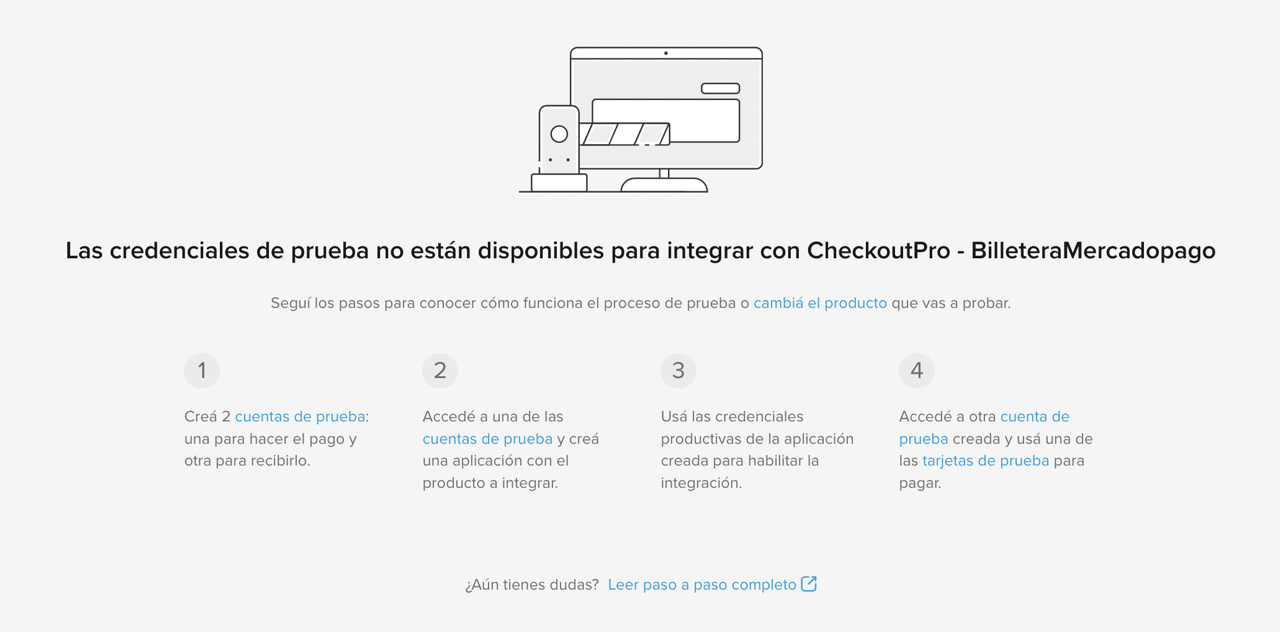 Las credenciales de prueba no están disponibles para integrar con CheckoutPro - BilleteraMercadopago
Seguí los pasos para conocer cómo funciona el proceso de prueba o cambiá el producto que vas a probar.
1
Creá 2 cuentas de prueba:
una para hacer el pago y
otra para recibirlo.
2
Accedé a una de las
cuentas de prueba y creá
una aplicación con el
producto a integrar.
3
Usá las credenciales
productivas de la aplicación
creada para habilitar la
integración.
4
Accedé a otra cuenta de
prueba creada y usá una de
las tarjetas de prueba para
pagar.
¿Aún tienes dudas? Leer paso a paso completo